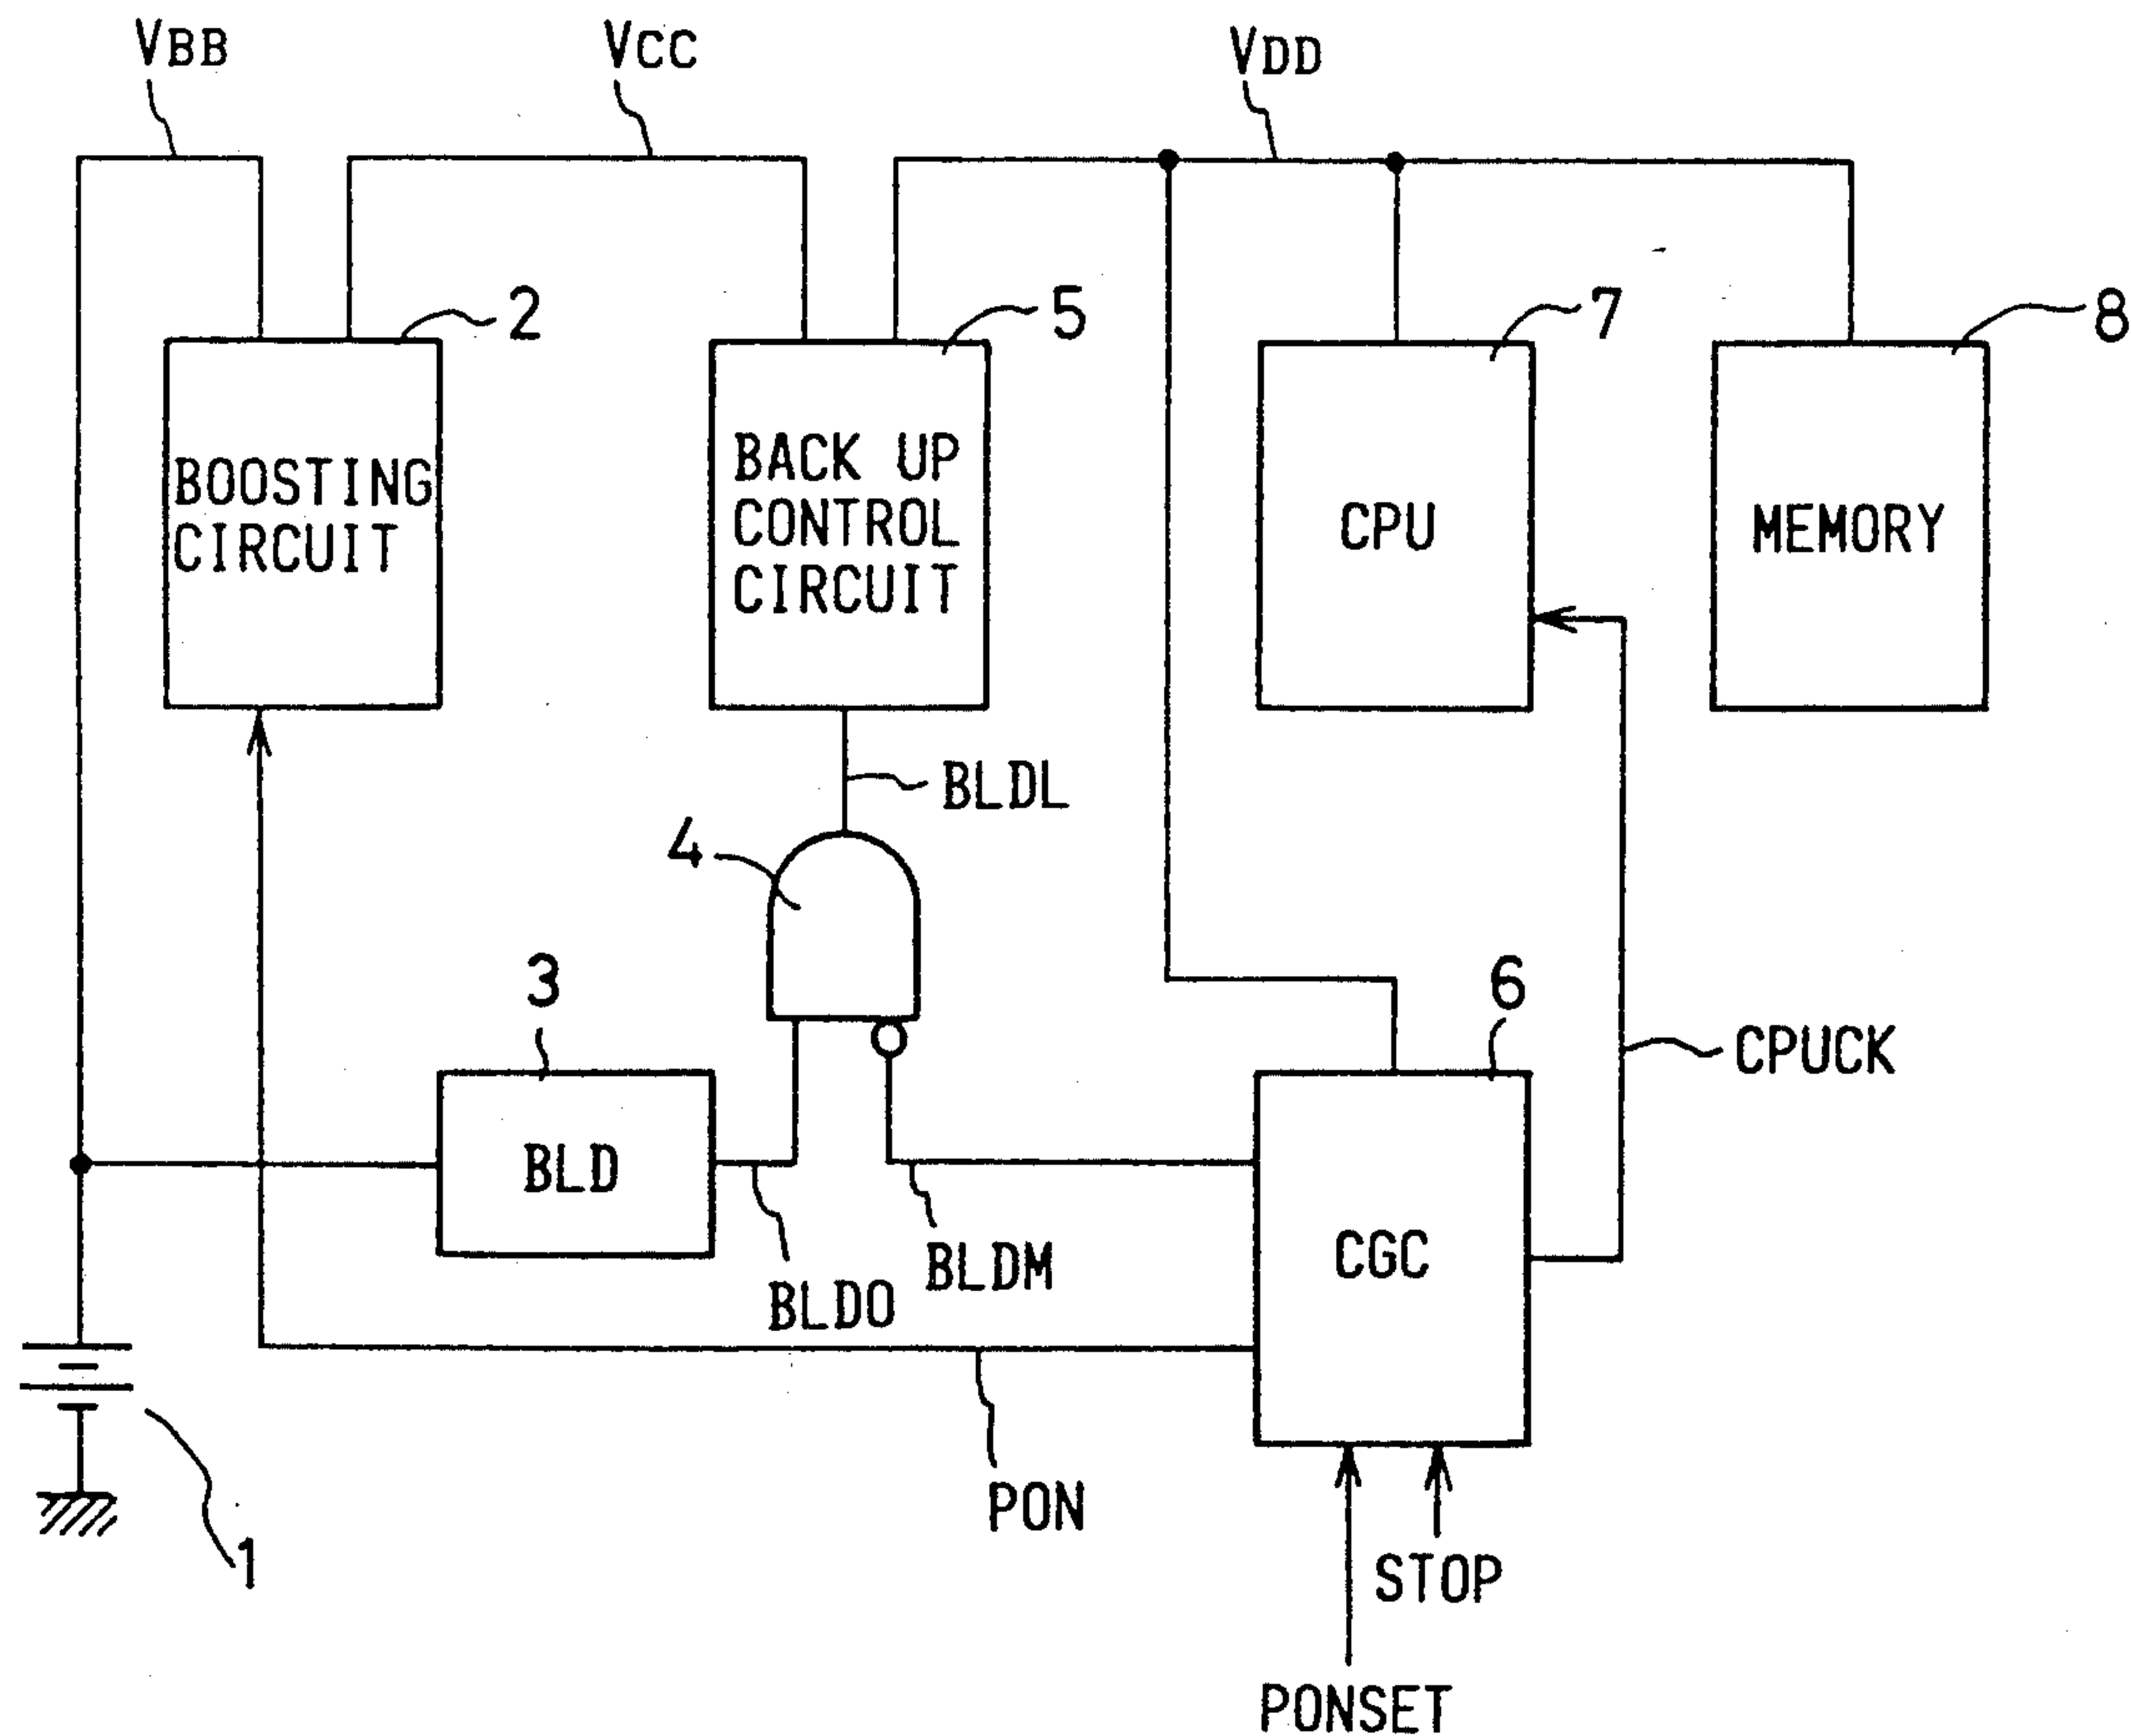 VBB
VCC
VDD
2
5
7
8
BOOSTING
CIRCUIT
BACK UP
CONTROL
CIRCUIT
CPU
MEMORY
BLDL
4
3
6
CPUCK
BLD
BLDO
BLDM
CGC
1
PON
STOP
PONSET